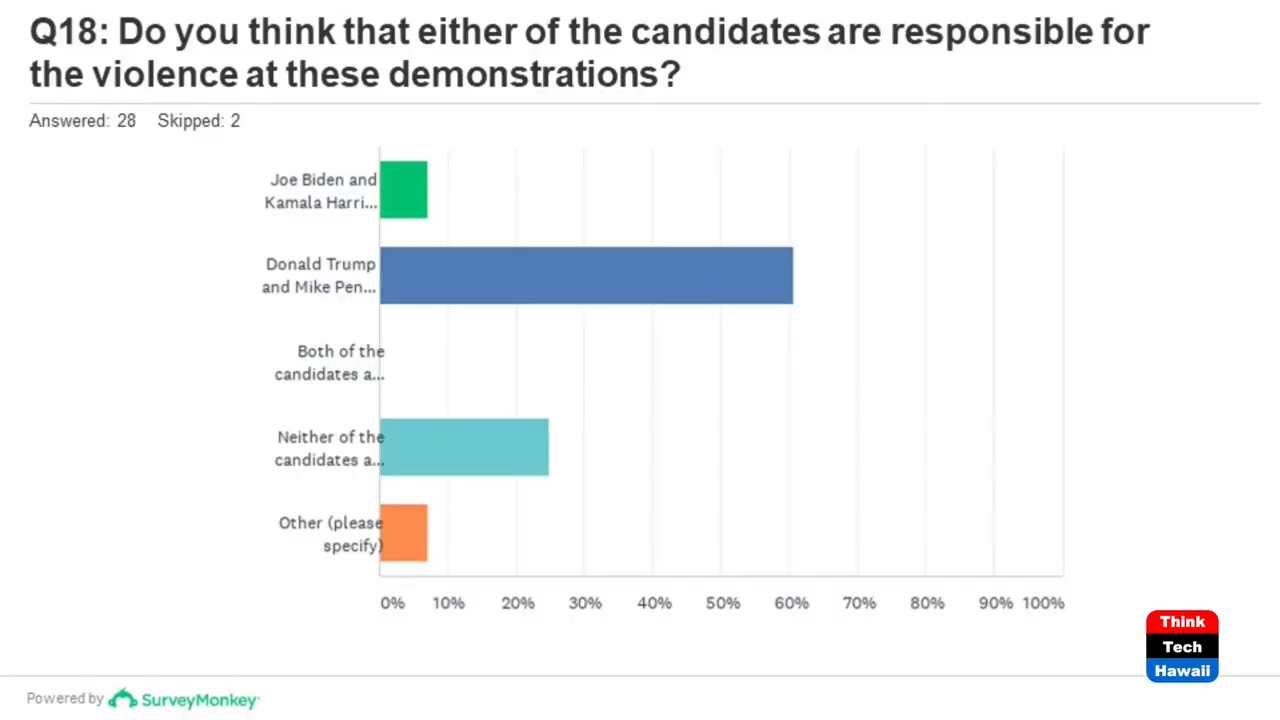 Q18: Do you think that either of the candidates are responsible for
the violence at these demonstrations?
Answered: 28 Skipped: 2
Joe Biden and
Kamala Harri...
Donald Trump
and Mike Pen...
Both of the
candidates a...
Neither of the
candidates a...
Other (please
specify)
0% 10% 20% 30% 40% 50% 60% 70% 80% 90% 100%
Think
Tech
Hawaii
Powered by SurveyMonkey